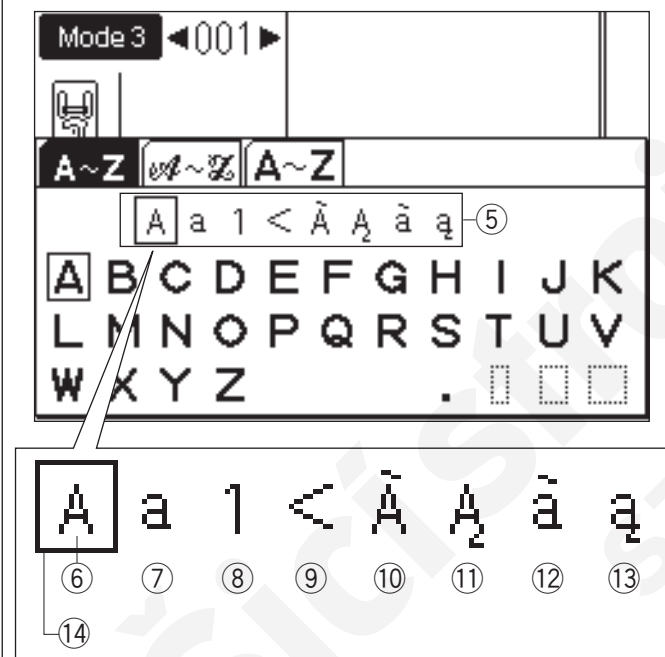 Mode 3 ◄001►
A~Z 𝒜~𝒵 A~Z
A a 1 < À Ą à ą ⑤
A B C D E F G H I J K
L M N O P Q R S T U V
W X Y Z .
A a 1 < À Ą à ą
⑥ ⑦ ⑧ ⑨ ⑩ ⑪ ⑫ ⑬
⑭